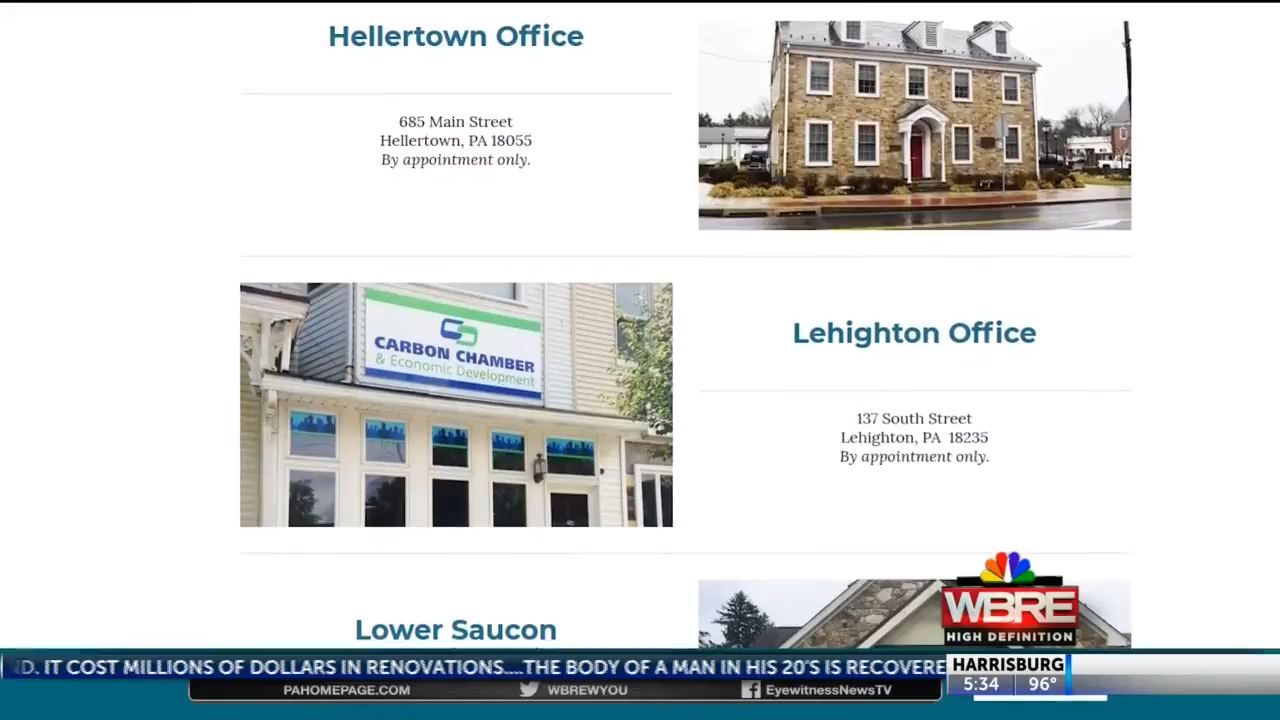 Hellertown Office
685 Main Street
Hellertown, PA 18055
By appointment only.
CARBON CHAMBER
& Economic Development
Lehighton Office
137 South Street
Lehighton, PA 18235
By appointment only.
Lower Saucon
WBRE
HIGH DEFINITION
D. IT COST MILLIONS OF DOLLARS IN RENOVATIONS....THE BODY OF A MAN IN HIS 20'S IS RECOVERE
HARRISBURG
5:34 96°
PAHOMEPAGE.COM WBREWYOU EyewitnessNewsTV